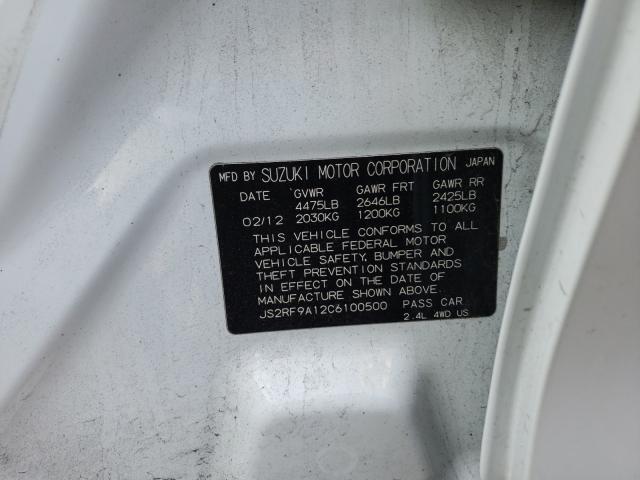 MFD BY SUZUKI MOTOR CORPORATION JAPAN
DATE GVWR GAWR FRT GAWR RR
4475LB 2646LB 2425LB
02/12 2030KG 1200KG 1100KG
THIS VEHICLE CONFORMS TO ALL
APPLICABLE FEDERAL MOTOR
VEHICLE SAFETY, BUMPER AND
THEFT PREVENTION STANDARDS
IN EFFECT ON THE DATE OF
MANUFACTURE SHOWN ABOVE.
JS2RF9A12C6100500 PASS CAR
2.4L 4WD US